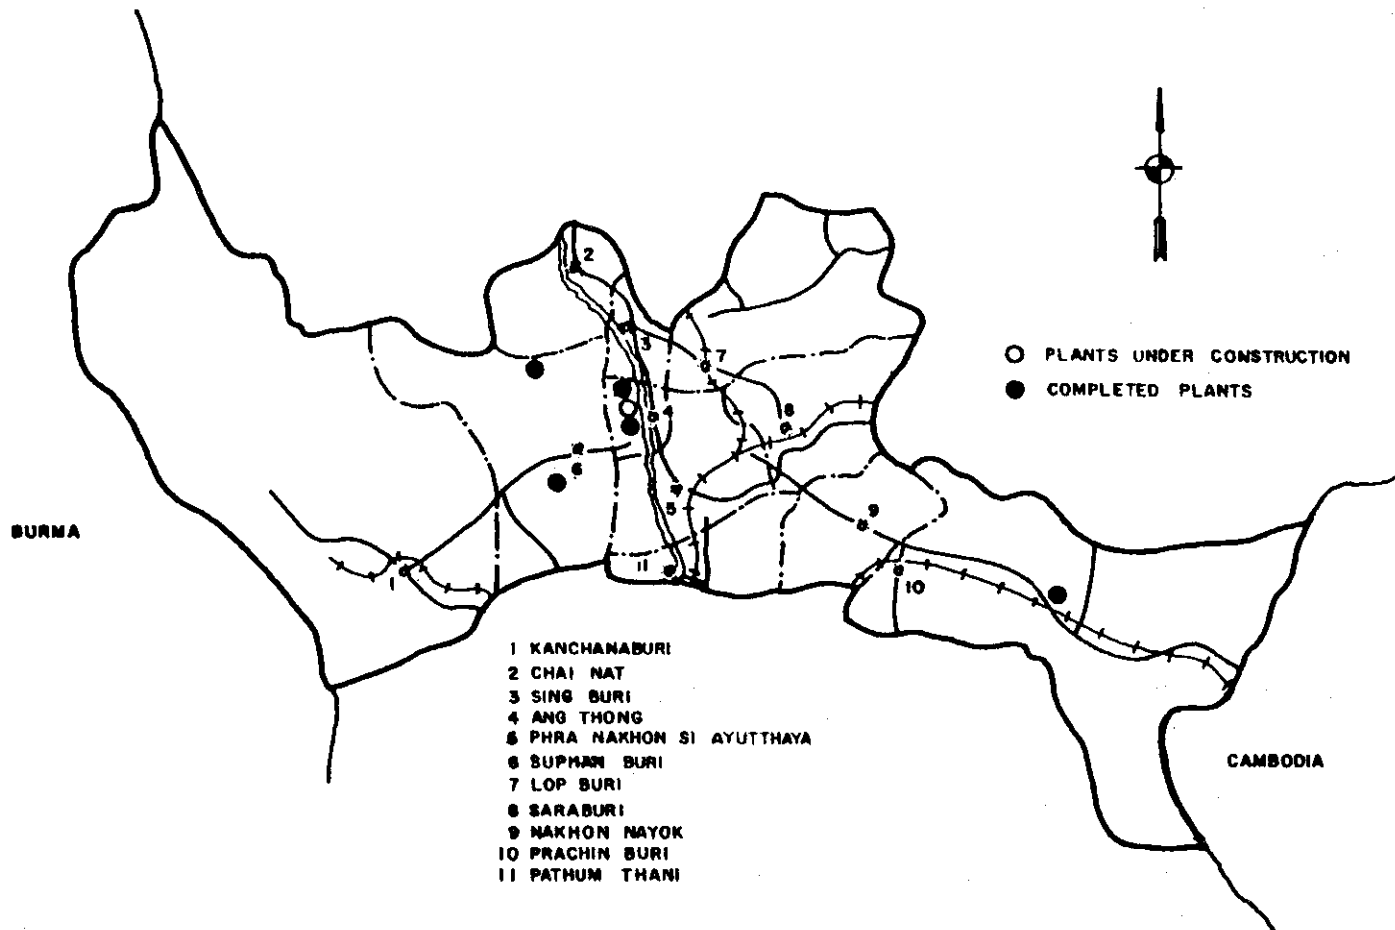 2
3
7
○ PLANTS UNDER CONSTRUCTION
● COMPLETED PLANTS
4
8
6
5
9
BURMA
1
11
10
1 KANCHANABURI
2 CHAI NAT
3 SING BURI
4 ANG THONG
5 PHRA NAKHON SI AYUTTHAYA
6 SUPHAN BURI
7 LOP BURI
8 SARABURI
9 NAKHON NAYOK
10 PRACHIN BURI
11 PATHUM THANI
CAMBODIA